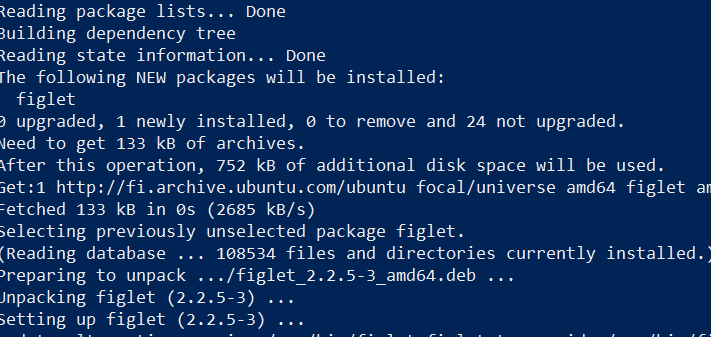 Reading package lists... Done
Building dependency tree
Reading state information... Done
The following NEW packages will be installed:
figlet
0 upgraded, 1 newly installed, 0 to remove and 24 not upgraded.
Need to get 133 kB of archives.
After this operation, 752 kB of additional disk space will be used.
Get:1 http://fi.archive.ubuntu.com/ubuntu focal/universe amd64 figlet am
Fetched 133 kB in 0s (2685 kB/s)
Selecting previously unselected package figlet.
(Reading database ... 108534 files and directories currently installed.)
Preparing to unpack .../figlet_2.2.5-3_amd64.deb ...
Unpacking figlet (2.2.5-3) ...
Setting up figlet (2.2.5-3) ...